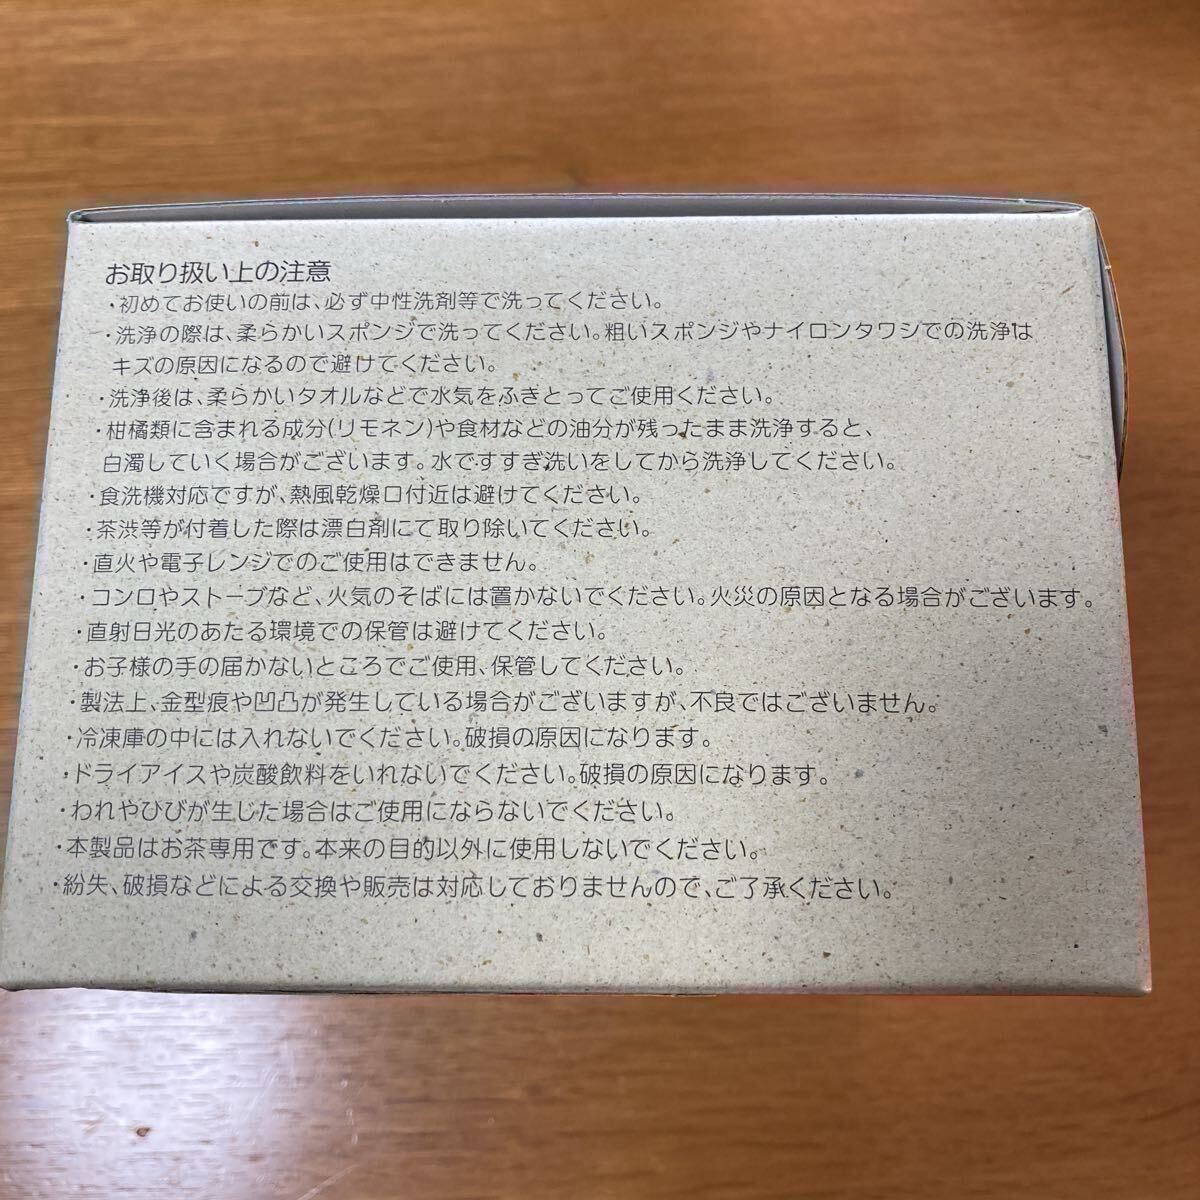 お取り扱い上の注意
・初めてお使いの前は、必ず中性洗剤等で洗ってください。
・洗浄の際は、柔らかいスポンジで洗ってください。粗いスポンジやナイロンタワシでの洗浄は
キズの原因になるので避けてください。
・洗浄後は、柔らかいタオルなどで水気をふきとってご使用ください。
・柑橘類に含まれる成分(リモネン)や食材などの油分が残ったまま洗浄すると、
白濁していく場合がございます。水ですすぎ洗いをしてから洗浄してください。
・食洗機対応ですが、熱風乾燥口付近は避けてください。
・茶渋等が付着した際は漂白剤にて取り除いてください。
・直火や電子レンジでのご使用はできません。
・コンロやストーブなど、火気のそばには置かないでください。火災の原因となる場合がございます。
・直射日光のあたる環境での保管は避けてください。
・お子様の手の届かないところでご使用、保管してください。
・製法上、金型痕や凹凸が発生している場合がございますが、不良ではございません。
・冷凍庫の中には入れないでください。破損の原因になります。
・ドライアイスや炭酸飲料をいれないでください。破損の原因になります。
・われやひびが生じた場合はご使用にならないでください。
・本製品はお茶専用です。本来の目的以外に使用しないでください。
・紛失、破損などによる交換や販売は対応しておりませんので、ご了承ください。